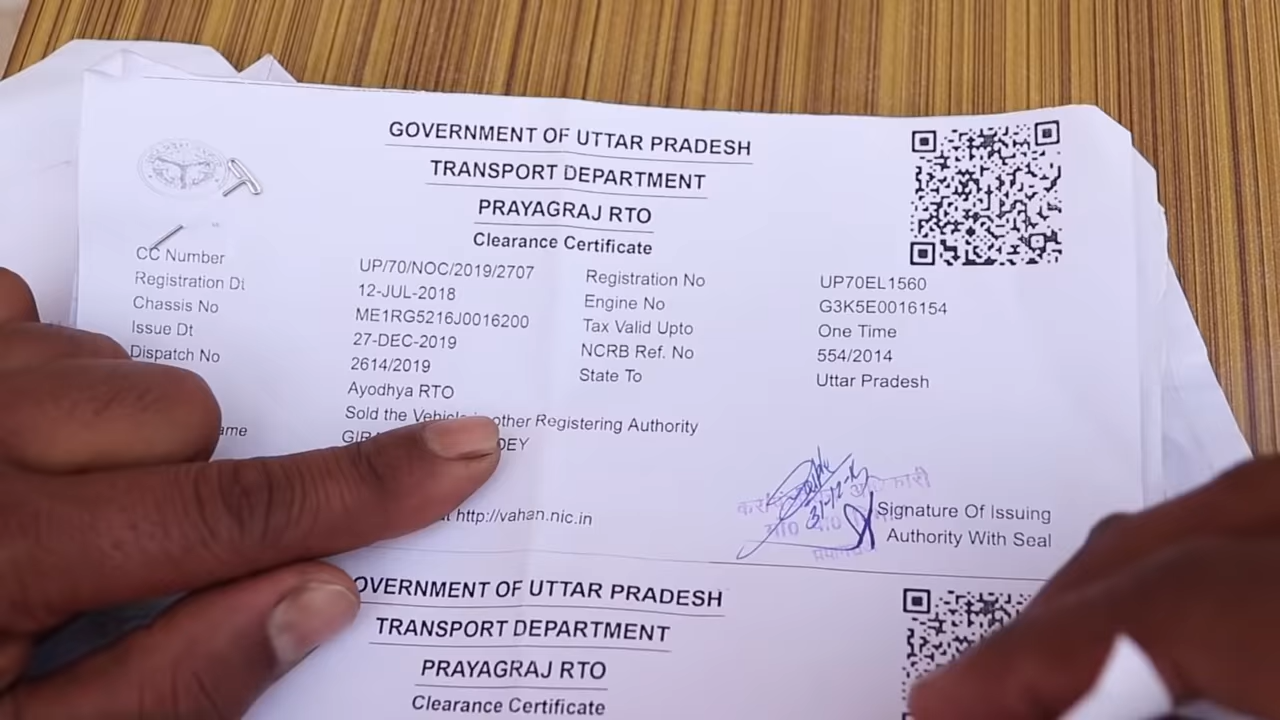 GOVERNMENT OF UTTAR PRADESH
TRANSPORT DEPARTMENT
PRAYAGRAJ RTO
Clearance Certificate
CC Number UP/70/NOC/2019/2707 Registration No UP70EL1560
Registration Dt 12-JUL-2018 Engine No G3K5E0016154
Chassis No ME1RG5216J0016200 Tax Valid Upto One Time
Issue Dt 27-DEC-2019 NCRB Ref. No 554/2014
Dispatch No 2614/2019 State To Uttar Pradesh
Ayodhya RTO
Sold the Vehicle other Registering Authority
http://vahan.nic.in
Signature Of Issuing
Authority With Seal
OVERNMENT OF UTTAR PRADESH
TRANSPORT DEPARTMENT
PRAYAGRAJ RTO
Clearance Certificate